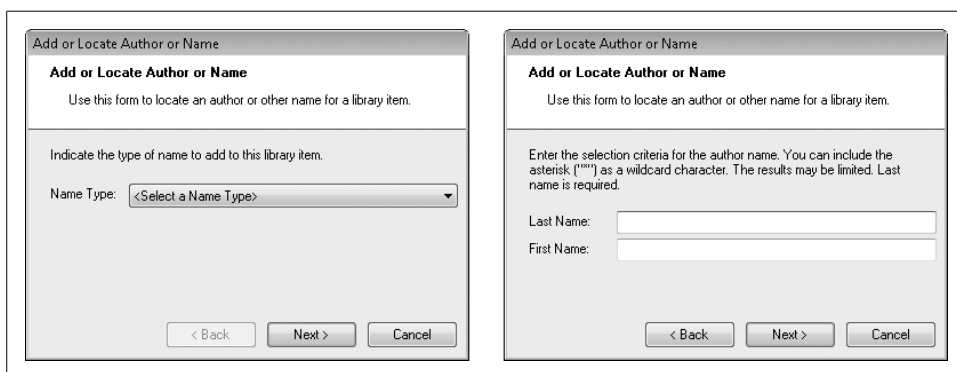 Add or Locate Author or Name
Add or Locate Author or Name
Use this form to locate an author or other name for a library item.
Indicate the type of name to add to this library item.
Name Type: <Select a Name Type>
< Back Next > Cancel
Add or Locate Author or Name
Add or Locate Author or Name
Use this form to locate an author or other name for a library item.
Enter the selection criteria for the author name. You can include the
asterisk ("*") as a wildcard character. The results may be limited. Last
name is required.
Last Name:
First Name:
< Back Next > Cancel